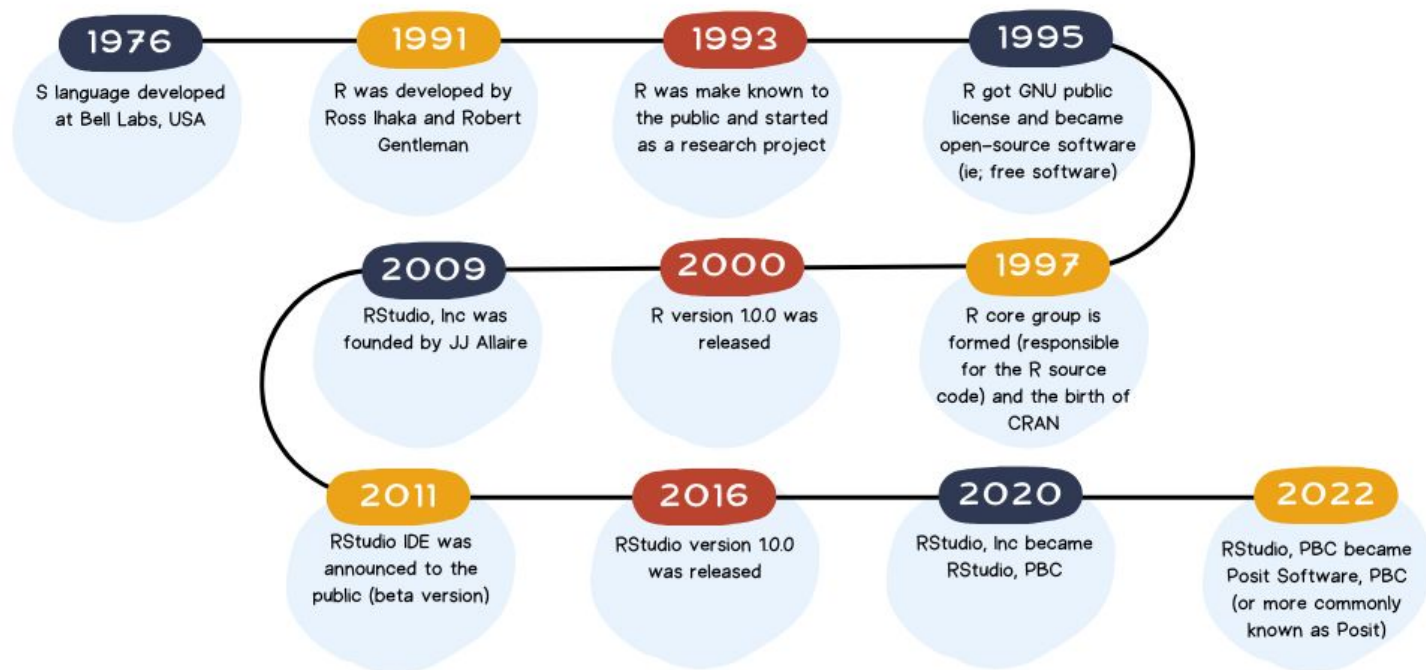 1976
S language developed
at Bell Labs, USA
1991
R was developed by
Ross Ihaka and Robert
Gentleman
1993
R was make known to
the public and started
as a research project
1995
R got GNU public
license and became
open-source software
(ie; free software)
1997
R core group is
formed (responsible
for the R source
code) and the birth of
CRAN
2000
R version 1.0.0 was
released
2009
RStudio, Inc was
founded by JJ Allaire
2011
RStudio IDE was
announced to the
public (beta version)
2016
RStudio version 1.0.0
was released
2020
RStudio, Inc became
RStudio, PBC
2022
RStudio, PBC became
Posit Software, PBC
(or more commonly
known as Posit)